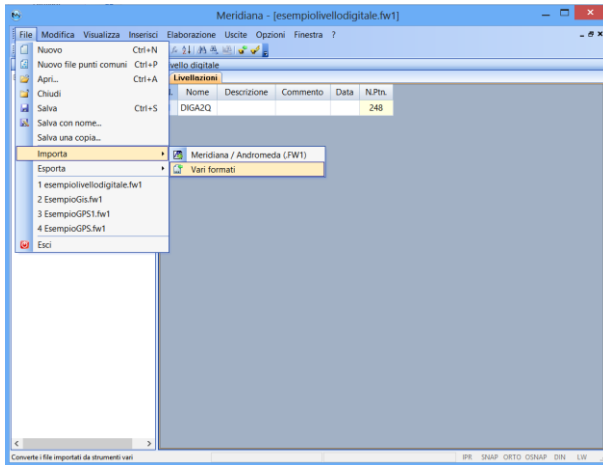 Meridiana - [esempiolivellodigitale.fw1]
File Modifica Visualizza Inserisci Elaborazione Uscite Opzioni Finestra ?
Nuovo Ctrl+N
Nuovo file punti comuni Ctrl+P
vello digitale
Apri... Ctrl+A
Livellazioni
Chiudi
Nome Descrizione Commento Data N.Ptn.
Salva Ctrl+S
DIGA2Q 248
Salva con nome...
Salva una copia...
Importa
Meridiana / Andromeda (.FW1)
Esporta
Vari formati
1 esempiolivellodigitale.fw1
2 EsempioGis.fw1
3 EsempioGPS1.fw1
4 EsempioGPS.fw1
Esci
Converte i file importati da strumenti vari
IPR SNAP ORTO OSNAP DIN LW